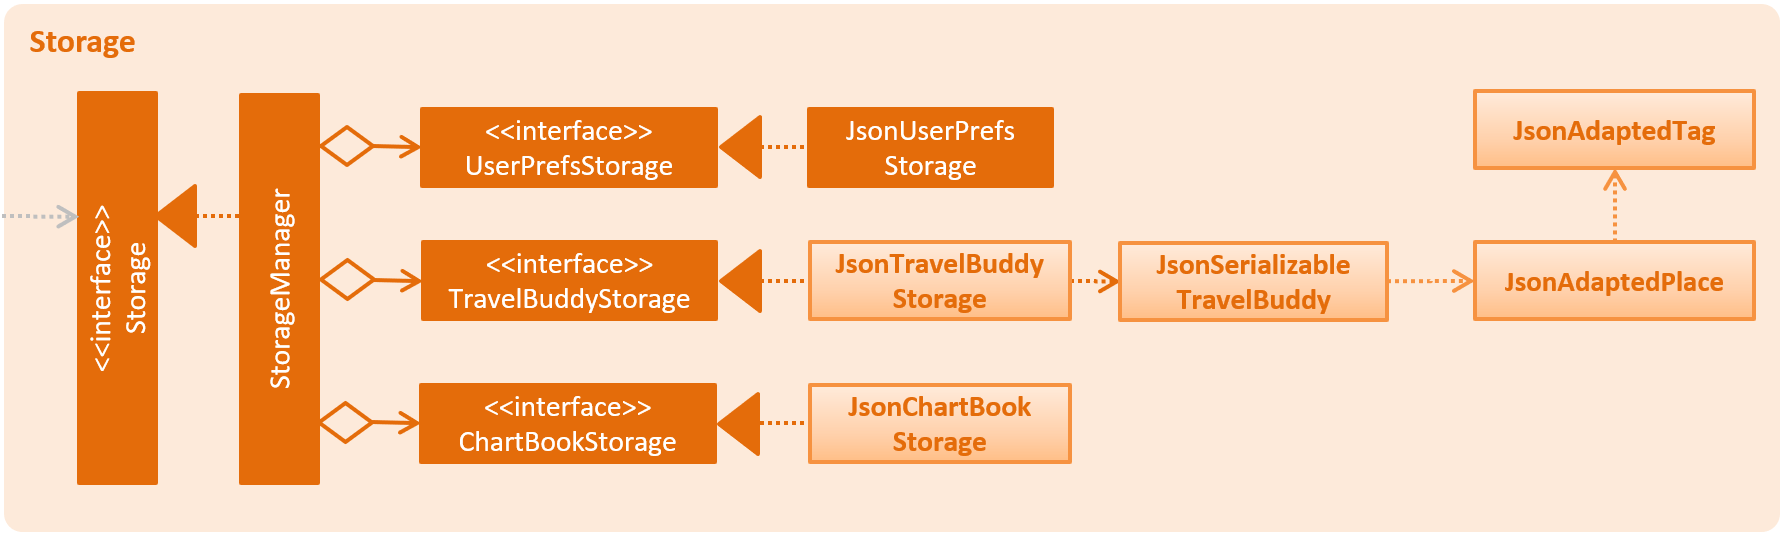 Storage
<<interface>>
Storage
StorageManager
<<interface>>
UserPrefsStorage
JsonUserPrefs
Storage
<<interface>>
TravelBuddyStorage
JsonTravelBuddy
Storage
JsonSerializable
TravelBuddy
JsonAdaptedPlace
JsonAdaptedTag
<<interface>>
ChartBookStorage
JsonChartBook
Storage